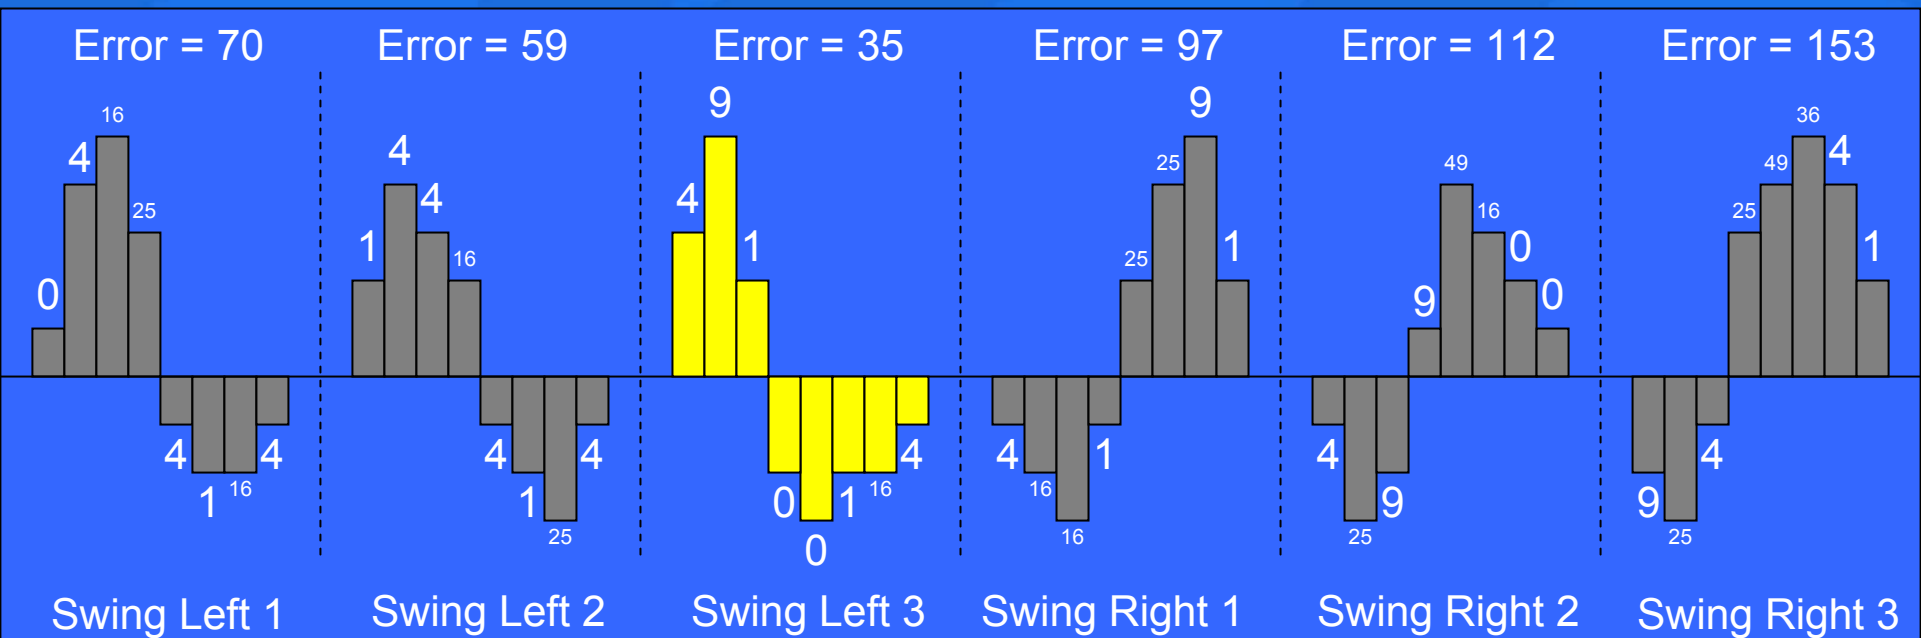 Error = 70
Error = 59
Error = 35
Error = 97
Error = 112
Error = 153
0 4 16 25 4 1 16 4
1 4 4 16 4 1 25 4
4 9 1 0 0 1 16 4
4 16 16 1 25 25 9 1
4 25 9 9 49 16 0 0
9 25 4 25 49 36 4 1
Swing Left 1
Swing Left 2
Swing Left 3
Swing Right 1
Swing Right 2
Swing Right 3